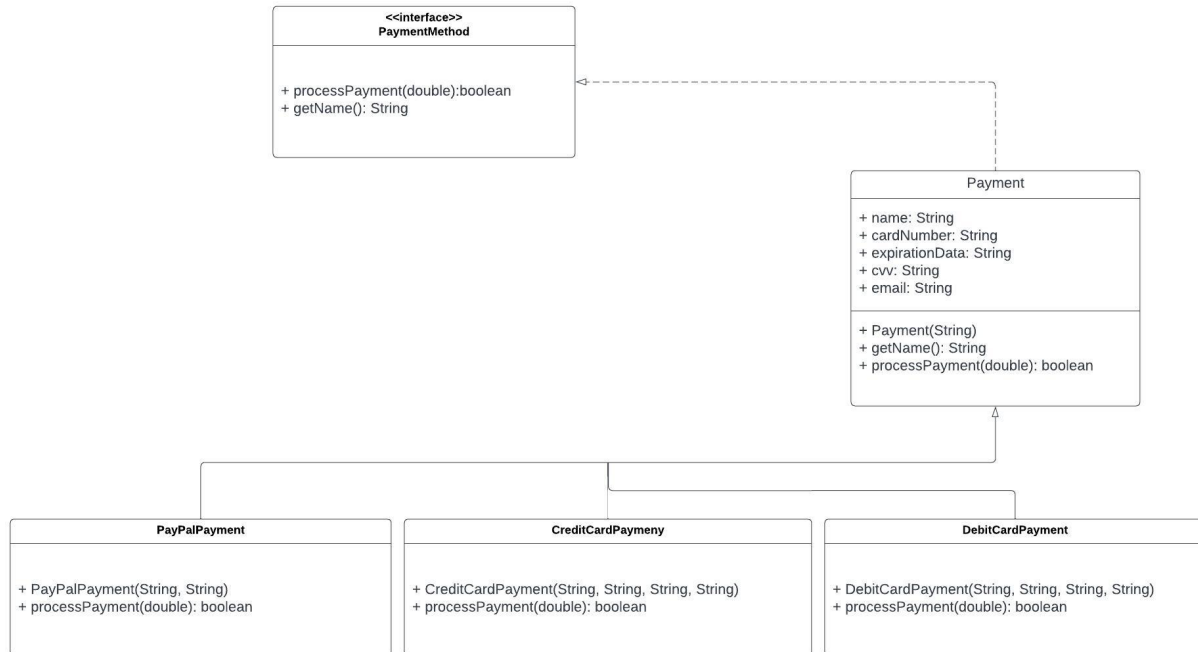 <<interface>>
PaymentMethod
+ processPayment(double):boolean
+ getName(): String
Payment
+ name: String
+ cardNumber: String
+ expirationData: String
+ cvv: String
+ email: String
+ Payment(String)
+ getName(): String
+ processPayment(double): boolean
PayPalPayment
+ PayPalPayment(String, String)
+ processPayment(double): boolean
CreditCardPaymeny
+ CreditCardPayment(String, String, String, String)
+ processPayment(double): boolean
DebitCardPayment
+ DebitCardPayment(String, String, String, String)
+ processPayment(double): boolean